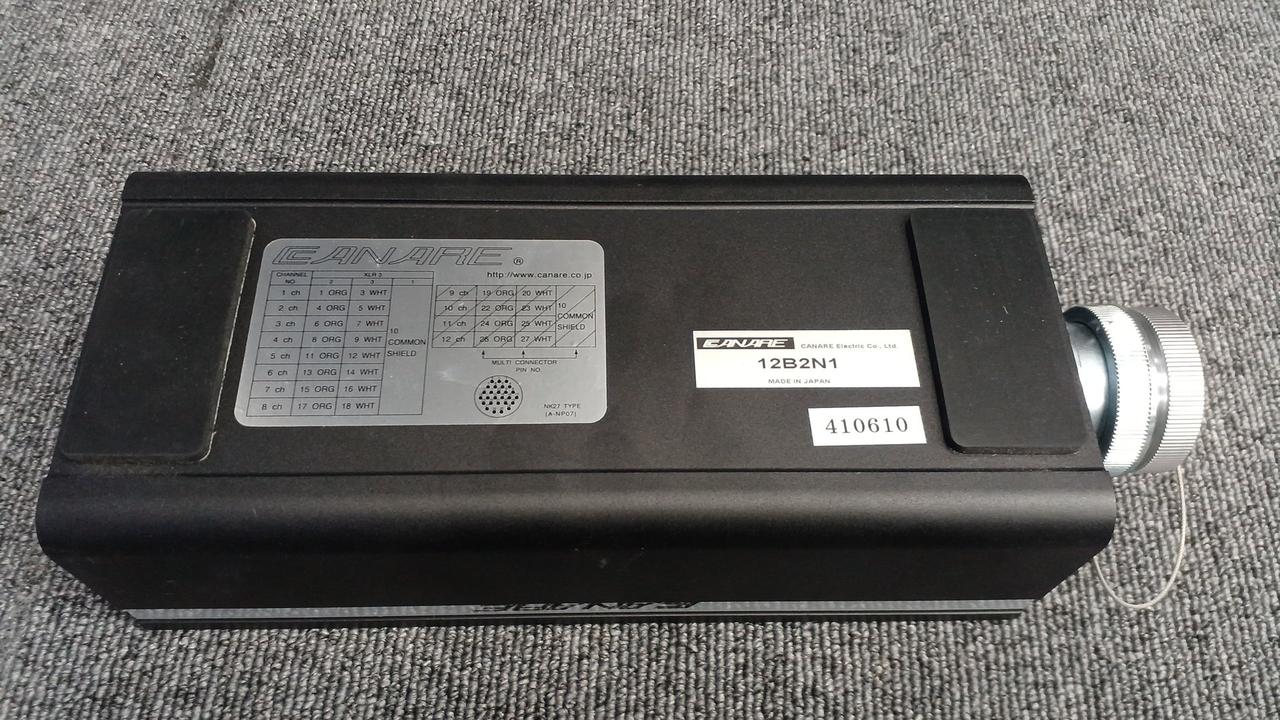 CANARE ®
http://www.canare.co.jp
CHANNEL NO. XLR 3
2 3 1
1 ch 1 ORG 3 WHT
2 ch 4 ORG 5 WHT
3 ch 6 ORG 7 WHT
4 ch 8 ORG 9 WHT
5 ch 11 ORG 12 WHT
6 ch 13 ORG 14 WHT
7 ch 15 ORG 16 WHT
8 ch 17 ORG 18 WHT
10
COMMON
SHIELD
9 ch 19 ORG 20 WHT
10 ch 22 ORG 23 WHT
11 ch 24 ORG 25 WHT
12 ch 26 ORG 27 WHT
10
COMMON
SHIELD
MULTI CONNECTOR
PIN NO.
NK27 TYPE
(A-NP07)
CANARE CANARE Electric Co., Ltd.
12B2N1
MADE IN JAPAN
410610